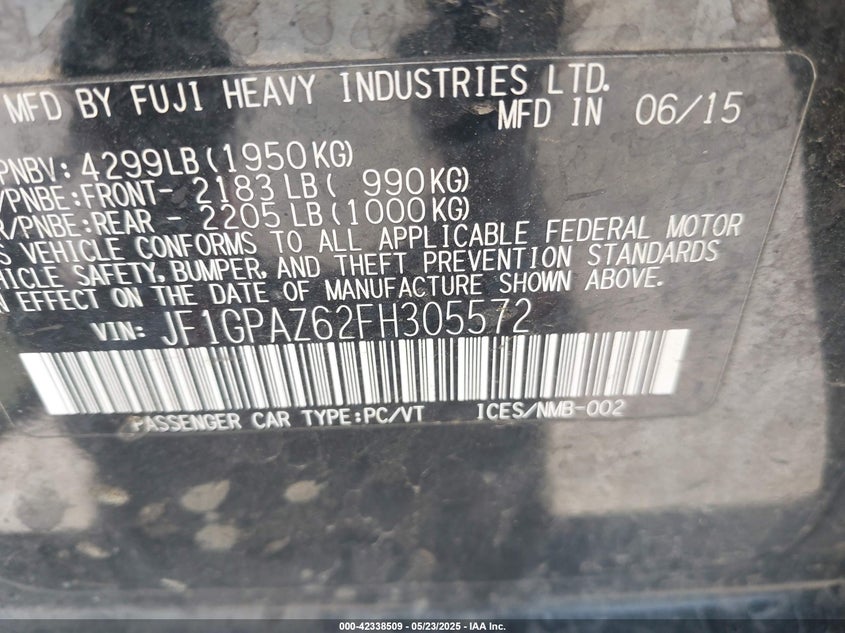 MFD BY FUJI HEAVY INDUSTRIES LTD.
MFD IN 06/15
PNBV: 4299LB (1950KG)
/PNBE:FRONT- 2183 LB ( 990KG)
R/PNBE:REAR - 2205 LB (1000KG)
S VEHICLE CONFORMS TO ALL APPLICABLE FEDERAL MOTOR
HICLE SAFETY, BUMPER, AND THEFT PREVENTION STANDARDS
N EFFECT ON THE DATE OF MANUFACTURE SHOWN ABOVE.
VIN: JF1GPAZ62FH305572
PASSENGER CAR TYPE:PC/VT ICES/NMB-002
000-42338509 - 05/23/2025 - IAA Inc.